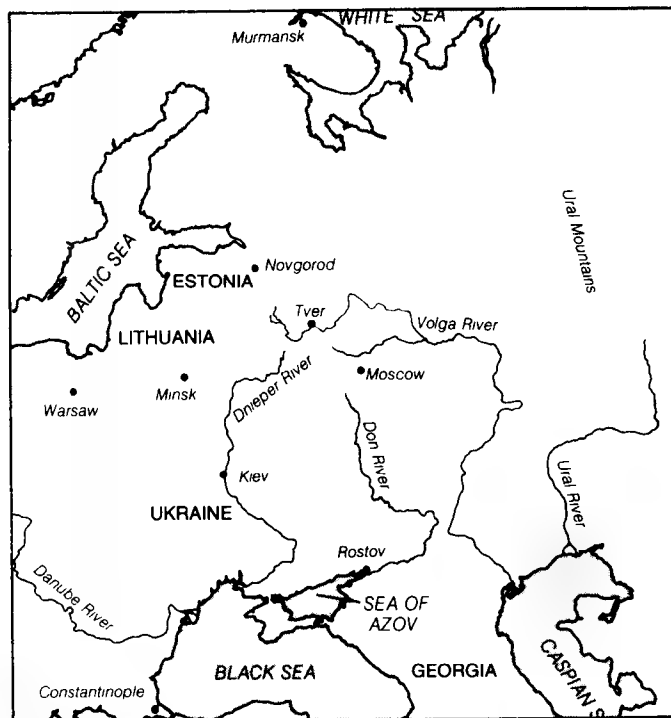 WHITE SEA
Murmansk
Ural Mountains
BALTIC SEA
Novgorod
ESTONIA
Tver
Volga River
LITHUANIA
Dnieper River
Moscow
Warsaw
Minsk
Don River
Kiev
Ural River
UKRAINE
Rostov
Danube River
SEA OF
AZOV
BLACK SEA
GEORGIA
CASPIAN S
Constantinople